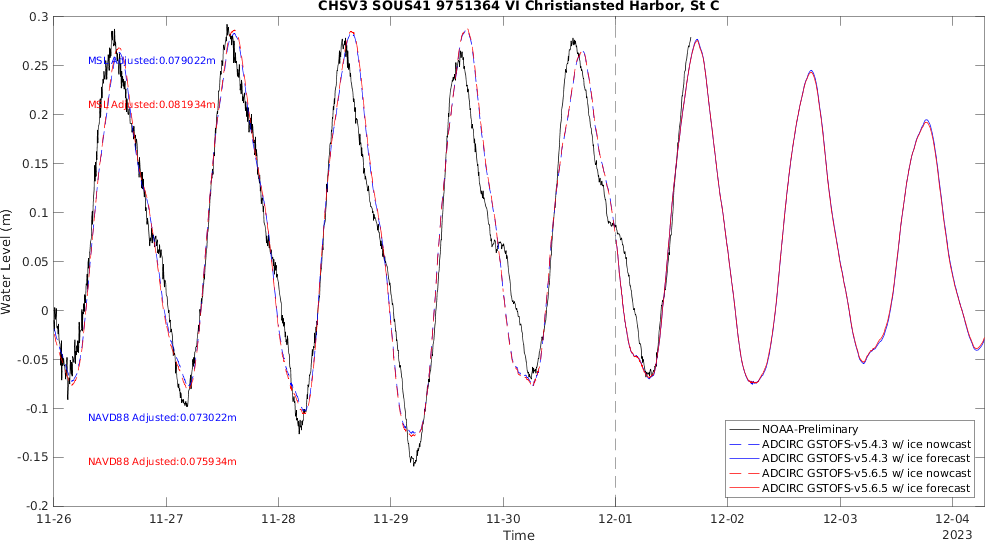 CHSV3 SOUS41 9751364 VI Christiansted Harbor, St C
0.3
0.25
0.2
0.15
0.1
0.05
0
-0.05
-0.1
-0.15
-0.2
Water Level (m)
MSL Adjusted:0.079022m
MSL Adjusted:0.081934m
NAVD88 Adjusted:0.073022m
NAVD88 Adjusted:0.075934m
NOAA-Preliminary
ADCIRC GSTOFS-v5.4.3 w/ ice nowcast
ADCIRC GSTOFS-v5.4.3 w/ ice forecast
ADCIRC GSTOFS-v5.6.5 w/ ice nowcast
ADCIRC GSTOFS-v5.6.5 w/ ice forecast
11-26 11-27 11-28 11-29 11-30 12-01 12-02 12-03 12-04
Time
2023